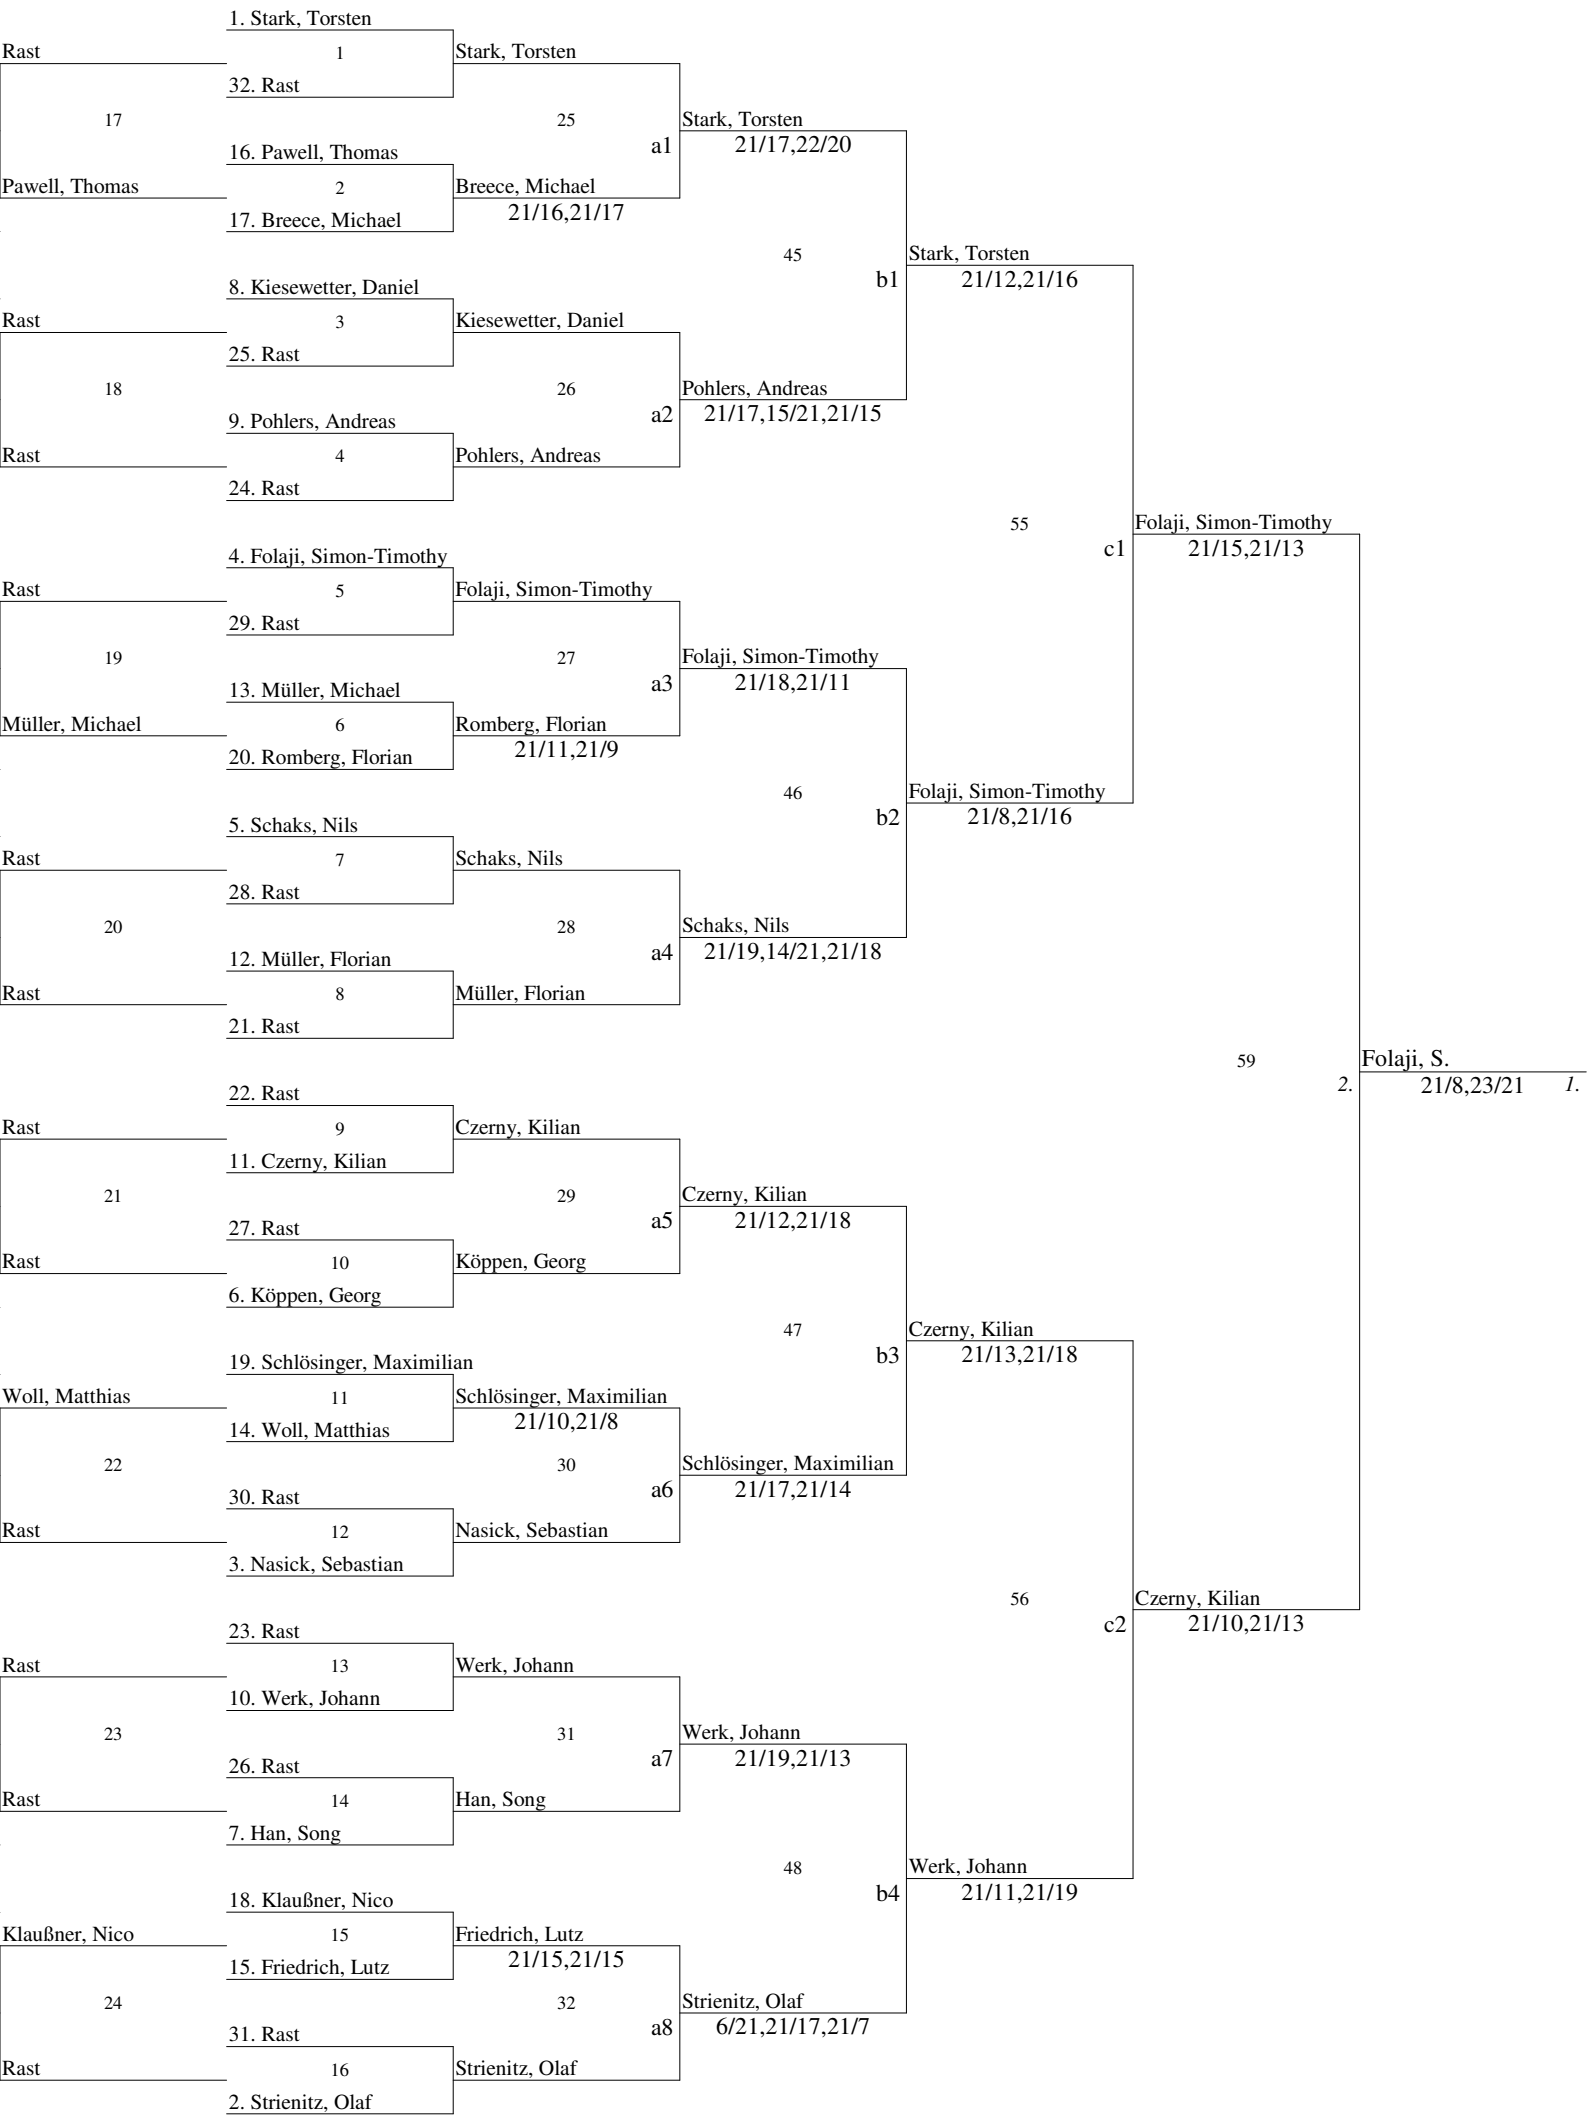 1. Stark, Torsten
Rast 1 Stark, Torsten
32. Rast
17 25 Stark, Torsten
a1 21/17,22/20
16. Pawell, Thomas
Pawell, Thomas 2 Breece, Michael
17. Breece, Michael 21/16,21/17
45 Stark, Torsten
b1 21/12,21/16
8. Kiesewetter, Daniel
Rast 3 Kiesewetter, Daniel
25. Rast
18 26 Pohlers, Andreas
a2 21/17,15/21,21/15
9. Pohlers, Andreas
Rast 4 Pohlers, Andreas
24. Rast
55 Folaji, Simon-Timothy
c1 21/15,21/13
4. Folaji, Simon-Timothy
Rast 5 Folaji, Simon-Timothy
29. Rast
19 27 Folaji, Simon-Timothy
a3 21/18,21/11
13. Müller, Michael
Müller, Michael 6 Romberg, Florian
20. Romberg, Florian 21/11,21/9
46 Folaji, Simon-Timothy
b2 21/8,21/16
5. Schaks, Nils
Rast 7 Schaks, Nils
28. Rast
20 28 Schaks, Nils
a4 21/19,14/21,21/18
12. Müller, Florian
Rast 8 Müller, Florian
21. Rast
59 Folaji, S.
2. 21/8,23/21 1.
22. Rast
Rast 9 Czerny, Kilian
11. Czerny, Kilian
21 29 Czerny, Kilian
a5 21/12,21/18
27. Rast
Rast 10 Köppen, Georg
6. Köppen, Georg
47 Czerny, Kilian
b3 21/13,21/18
19. Schlösinger, Maximilian
Woll, Matthias 11 Schlösinger, Maximilian
14. Woll, Matthias 21/10,21/8
22 30 Schlösinger, Maximilian
a6 21/17,21/14
30. Rast
Rast 12 Nasick, Sebastian
3. Nasick, Sebastian
56 Czerny, Kilian
c2 21/10,21/13
23. Rast
Rast 13 Werk, Johann
10. Werk, Johann
23 31 Werk, Johann
a7 21/19,21/13
26. Rast
Rast 14 Han, Song
7. Han, Song
48 Werk, Johann
b4 21/11,21/19
18. Klaußner, Nico
Klaußner, Nico 15 Friedrich, Lutz
15. Friedrich, Lutz 21/15,21/15
24 32 Strienitz, Olaf
a8 6/21,21/17,21/7
31. Rast
Rast 16 Strienitz, Olaf
2. Strienitz, Olaf